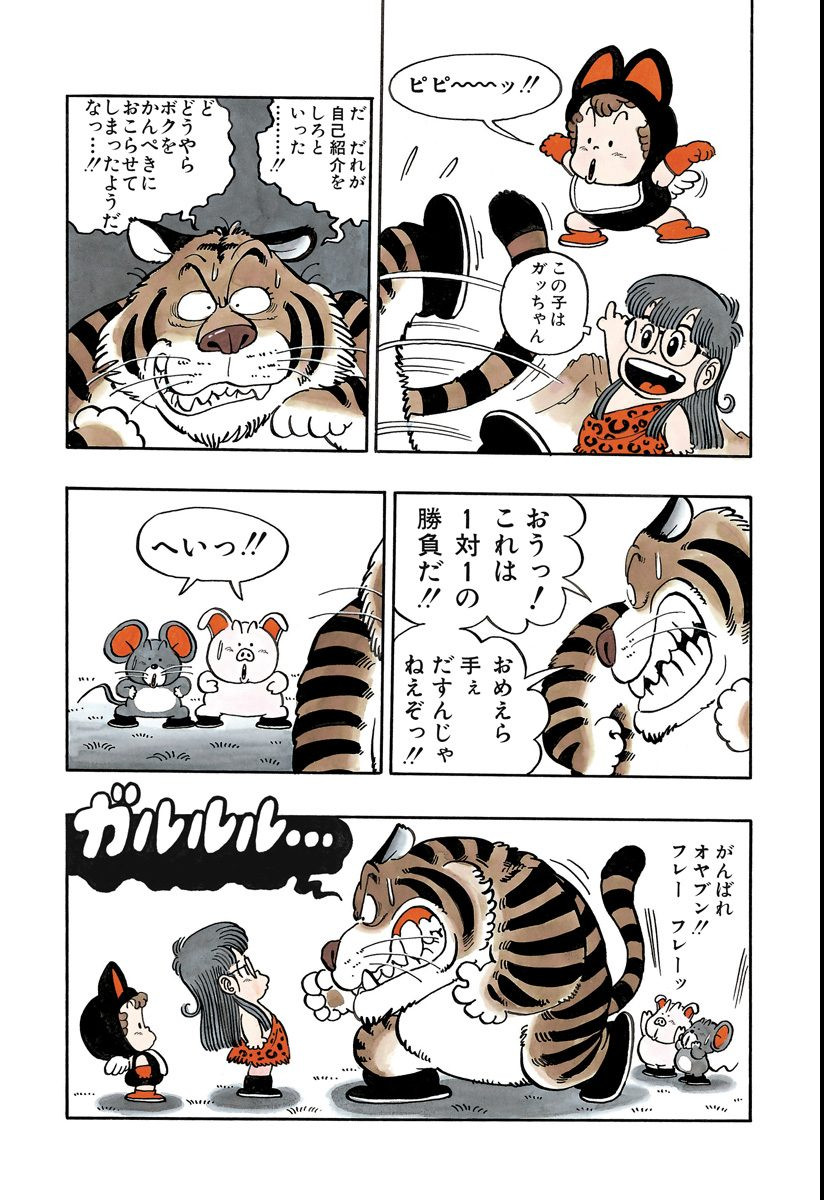 ピピ〜〜〜ッ!!
この子は
ガッちゃん
だ だれが
自己紹介を
しろと
いった
………!!
ど
どうやら
ボクを
かんぺきに
おこらせて
しまったようだ
なっ…!!
おうっ!
これは
1対1の
勝負だ!!
おめえら
手ぇ
だすんじゃ
ねえぞっ!!
へいっ!!
がんばれ
オヤブン!!
フレー フレーッ
ガルルル…